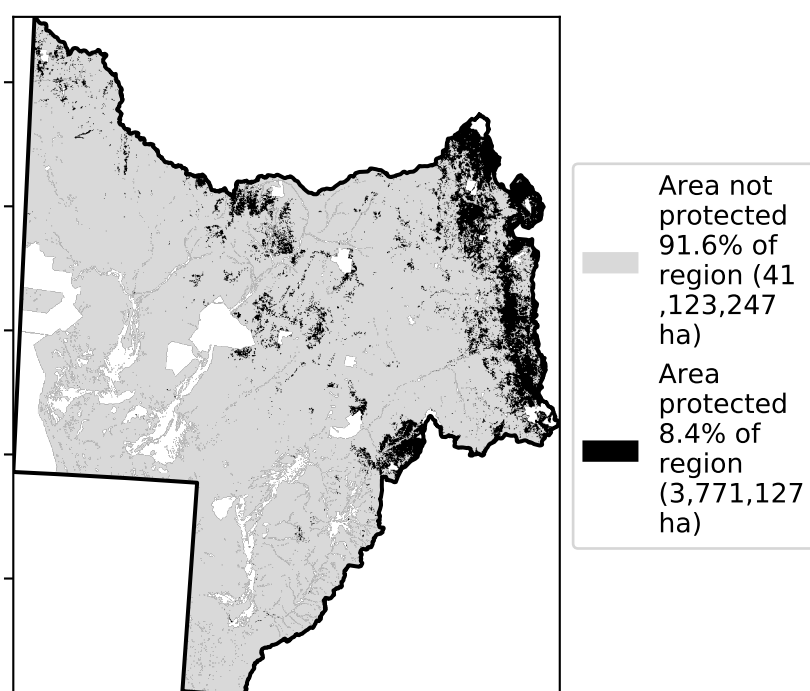 Area not
protected
91.6% of
region (41
,123,247
ha)
Area
protected
8.4% of
region
(3,771,127
ha)